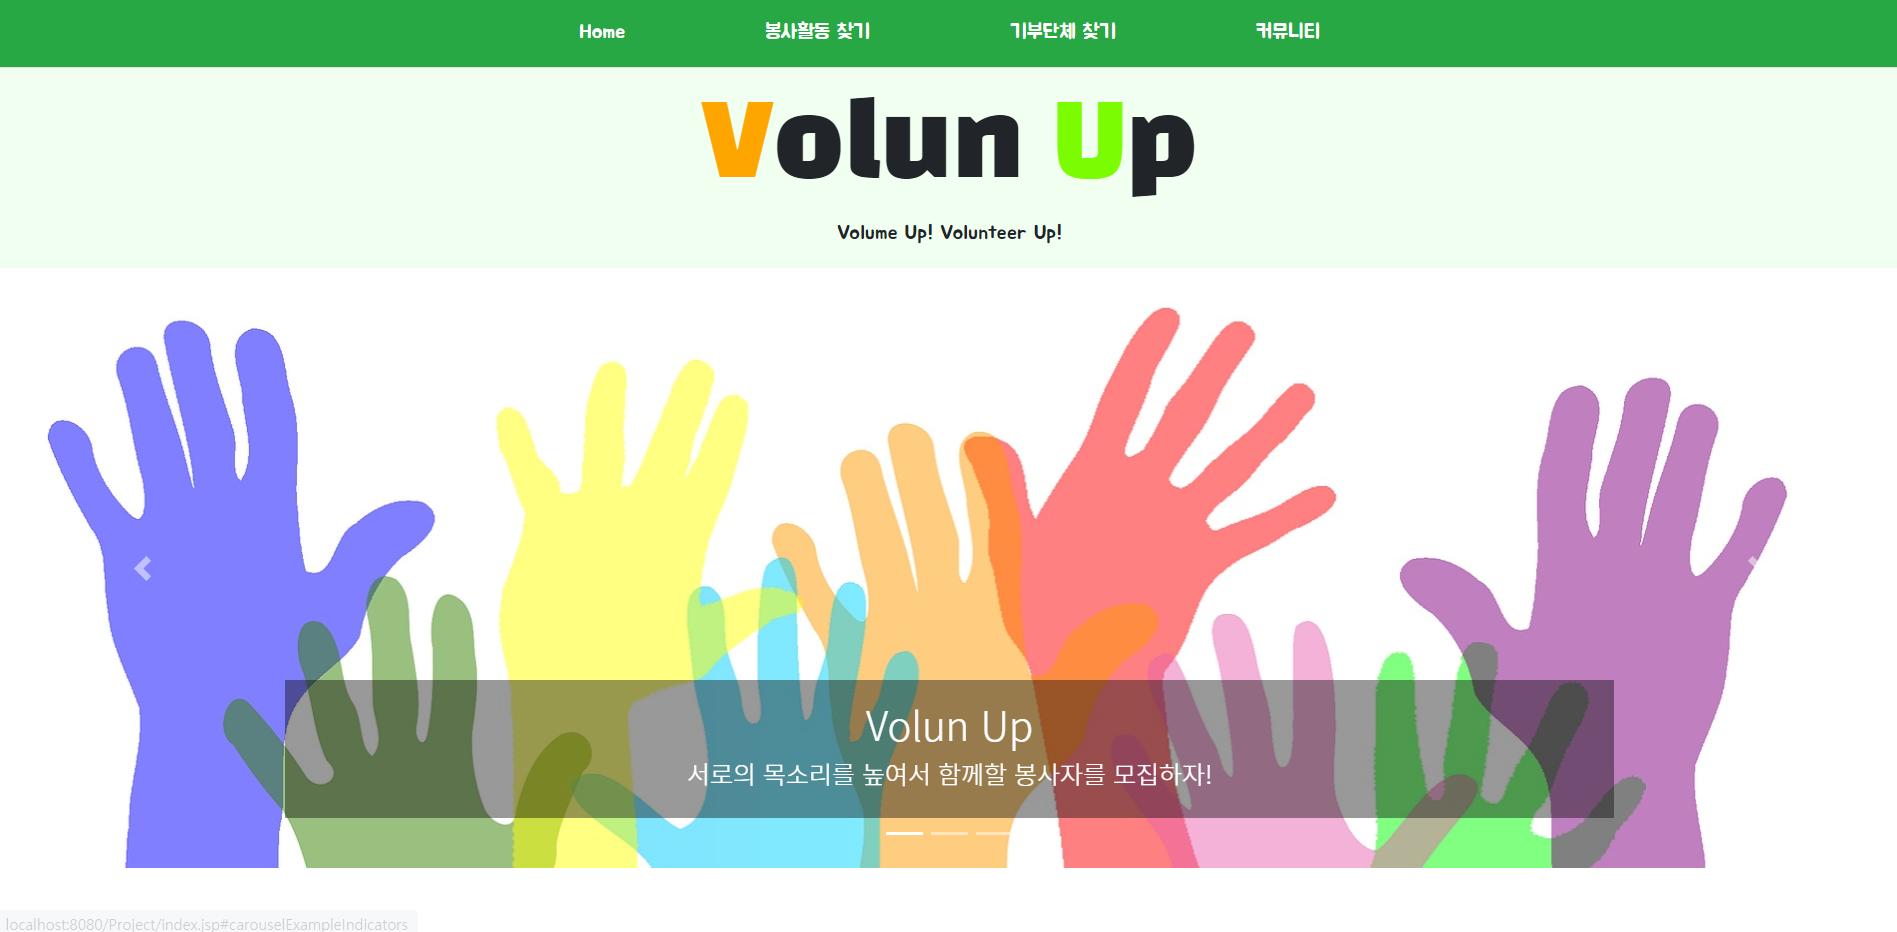 Home 봉사활동 찾기 기부단체 찾기 커뮤니티
Volun Up
Volume Up! Volunteer Up!
Volun Up
서로의 목소리를 높여서 함께할 봉사자를 모집하자!
localhost:8080/Project/index.jsp#carouselExampleIndicators